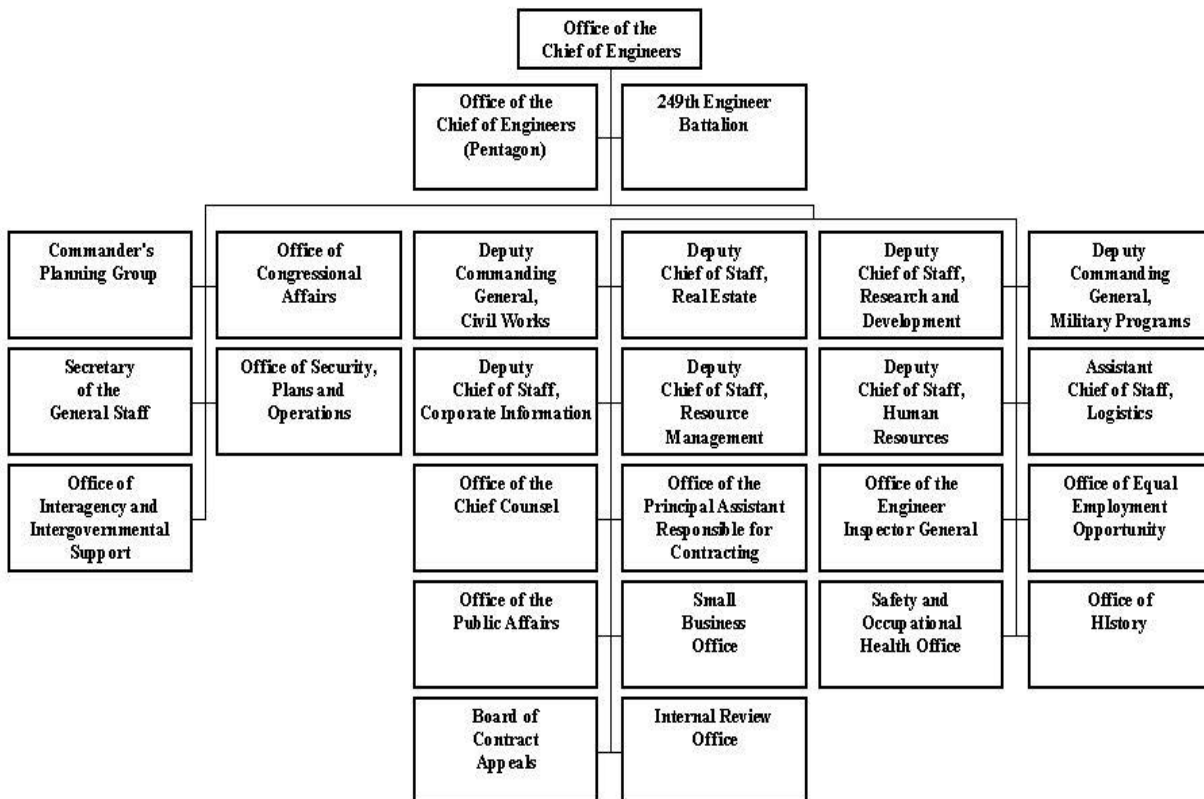 Office of the
Chief of Engineers
Office of the
Chief of Engineers
(Pentagon)
249th Engineer
Battalion
Commander's
Planning Group
Office of
Congressional
Affairs
Deputy
Commanding
General,
Civil Works
Deputy
Chief of Staff,
Real Estate
Deputy
Chief of Staff,
Research and
Development
Deputy
Commanding
General,
Military Programs
Secretary
of the
General Staff
Office of Security,
Plans and
Operations
Deputy
Chief of Staff,
Corporate Information
Deputy
Chief of Staff,
Resource
Management
Deputy
Chief of Staff,
Human
Resources
Assistant
Chief of Staff,
Logistics
Office of
Interagency and
Intergovernmental
Support
Office of the
Chief Counsel
Office of the
Principal Assistant
Responsible for
Contracting
Office of the
Engineer
Inspector General
Office of Equal
Employment
Opportunity
Office of the
Public Affairs
Small
Business
Office
Safety and
Occupational
Health Office
Office of
HIstory
Board of
Contract
Appeals
Internal Review
Office